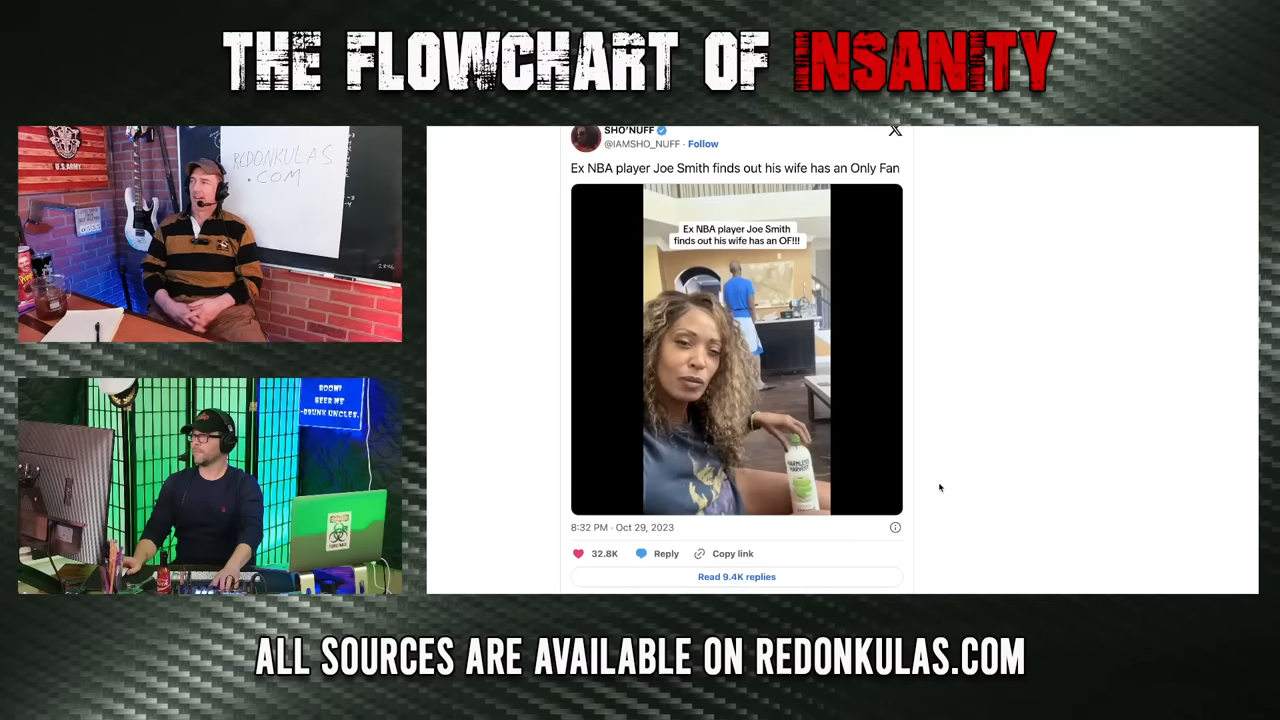 THE FLOWCHART OF INSANITY
U.S. ARMY
REDONKULAS
.COM
BOOM!
BEER ME
-DRUNK UNCLES.
SHO'NUFF
@IAMSHO_NUFF · Follow
Ex NBA player Joe Smith finds out his wife has an Only Fan
Ex NBA player Joe Smith
finds out his wife has an OF!!!
HARMLESS
HARVEST
8:32 PM · Oct 29, 2023
32.8K Reply Copy link
Read 9.4K replies
ALL SOURCES ARE AVAILABLE ON REDONKULAS.COM